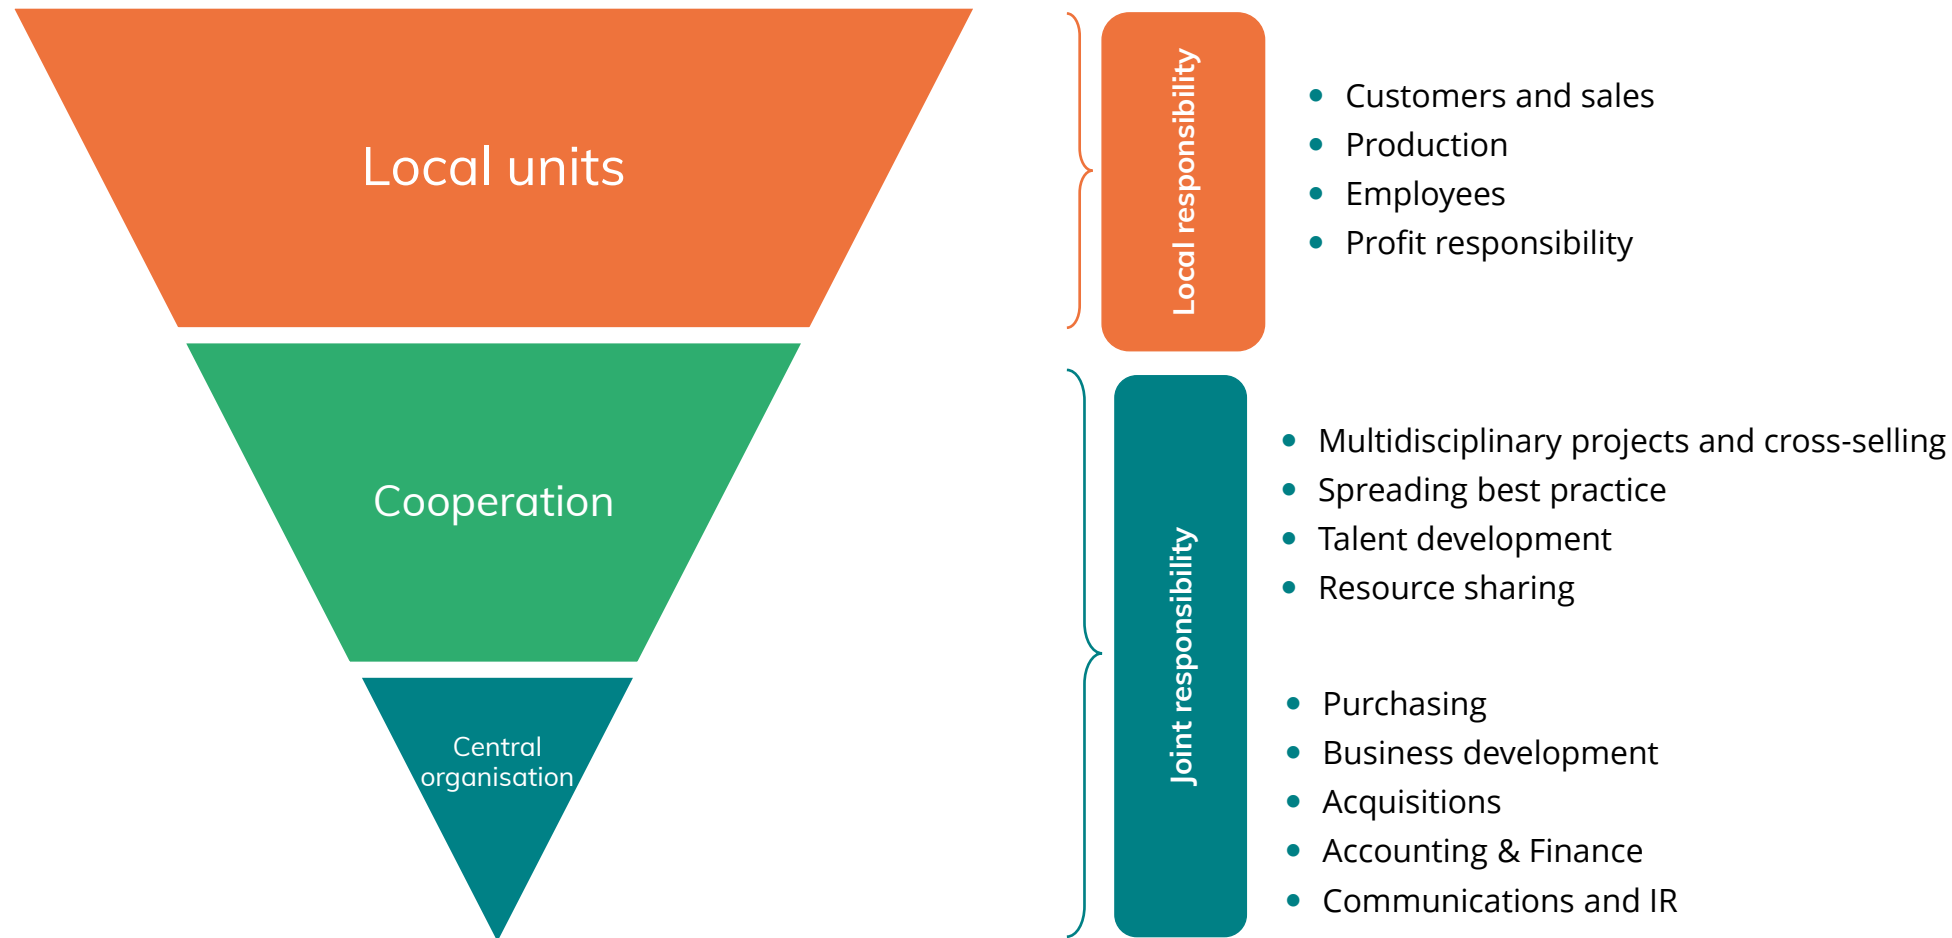 Local units
Local responsibility
Customers and sales
Production
Employees
Profit responsibility
Cooperation
Central
organisation
Joint responsibility
Multidisciplinary projects and cross-selling
Spreading best practice
Talent development
Resource sharing
Purchasing
Business development
Acquisitions
Accounting & Finance
Communications and IR